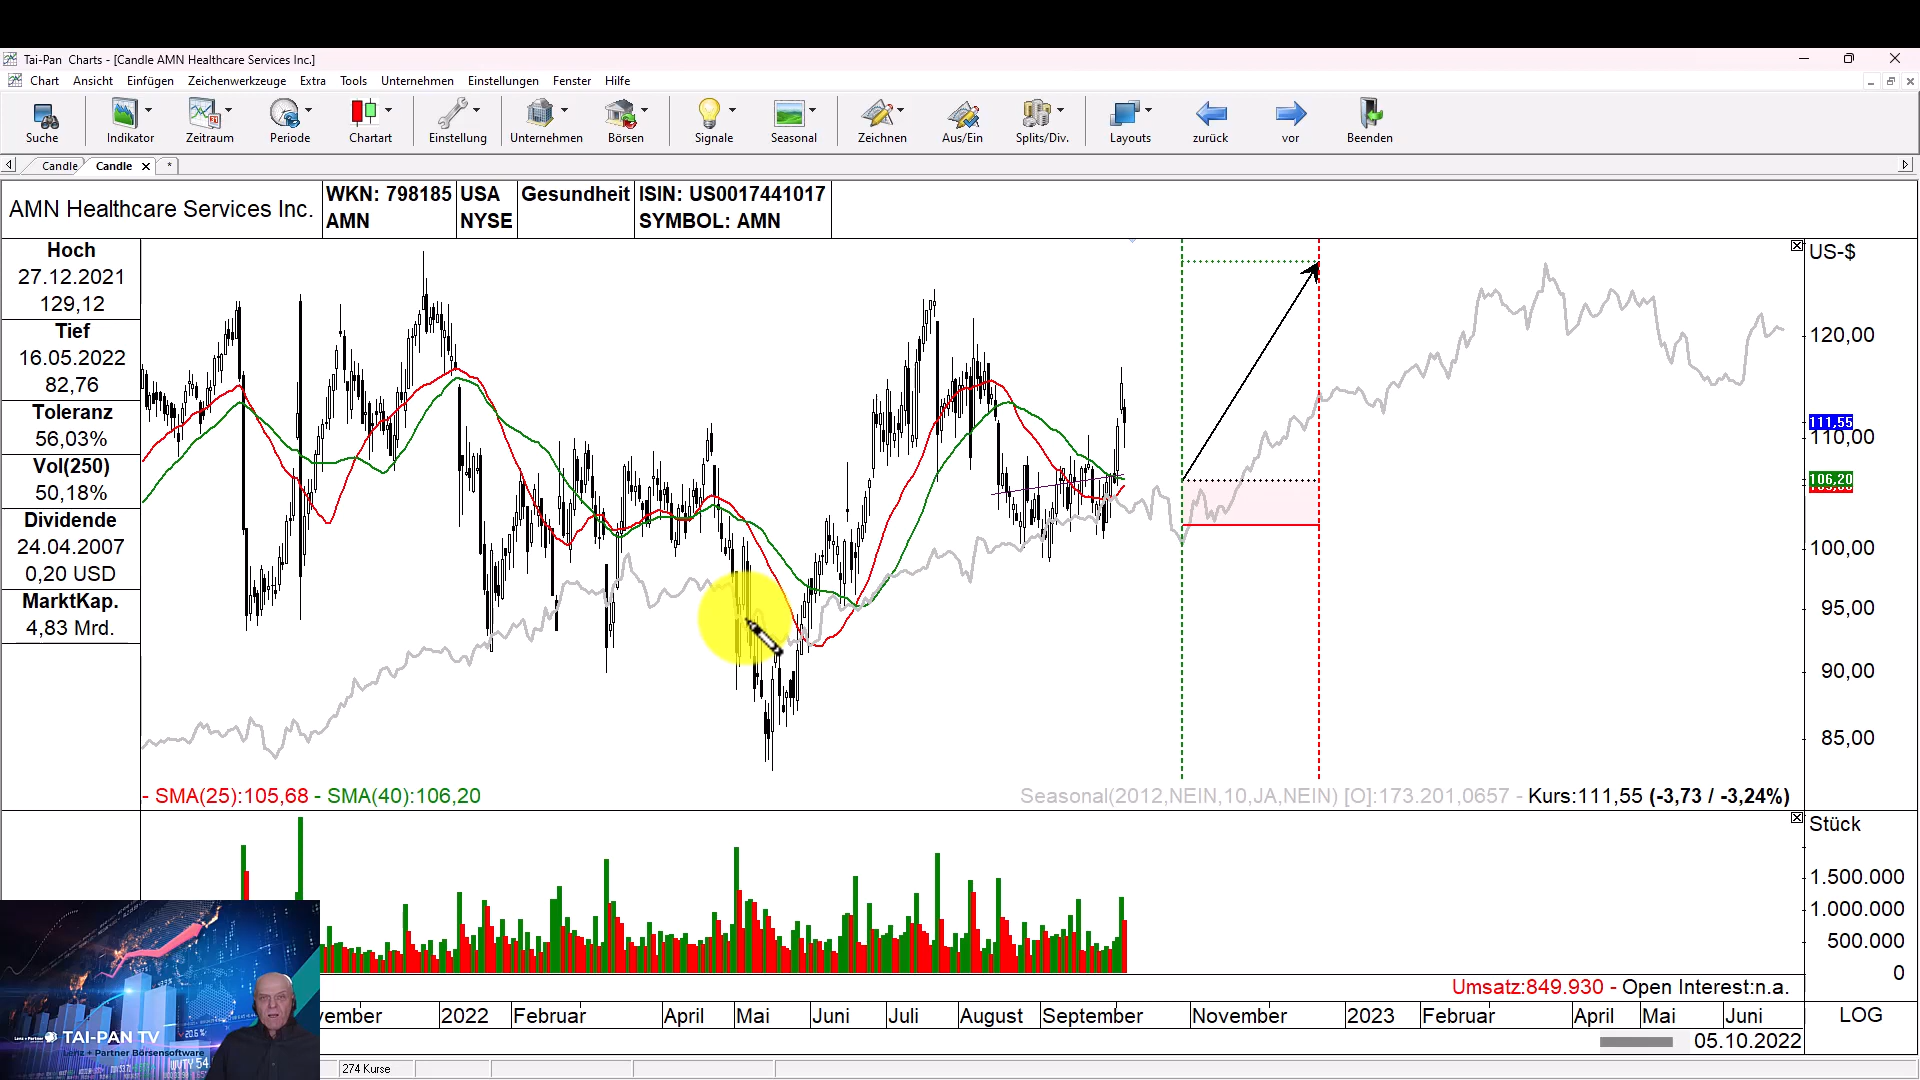 Tai-Pan Charts - [Candle AMN Healthcare Services Inc.]
Chart Ansicht Einfügen Zeichenwerkzeuge Extra Tools Unternehmen Einstellungen Fenster Hilfe
Suche Indikator Zeitraum Periode Chartart Einstellung Unternehmen Börsen Signale Seasonal Zeichnen Aus/Ein Splits/Div. Layouts zurück vor Beenden
Candle Candle *
AMN Healthcare Services Inc.
WKN: 798185
AMN
USA
NYSE
Gesundheit
ISIN: US0017441017
SYMBOL: AMN
Hoch
27.12.2021
129,12
Tief
16.05.2022
82,76
Toleranz
56,03%
Vol(250)
50,18%
Dividende
24.04.2007
0,20 USD
MarktKap.
4,83 Mrd.
US-$
120,00
111,55
110,00
106,20
100,00
95,00
90,00
85,00
- SMA(25):105,68 - SMA(40):106,20
Seasonal(2012,NEIN,10,JA,NEIN) [O]:173.201,0657 - Kurs:111,55 (-3,73 / -3,24%)
Stück
1.500.000
1.000.000
500.000
0
Umsatz:849.930 - Open Interest:n.a.
vember 2022 Februar April Mai Juni Juli August September November 2023 Februar April Mai Juni
LOG
05.10.2022
274 Kurse
Lenz + Partner
TAI-PAN TV
Lenz + Partner Börsensoftware